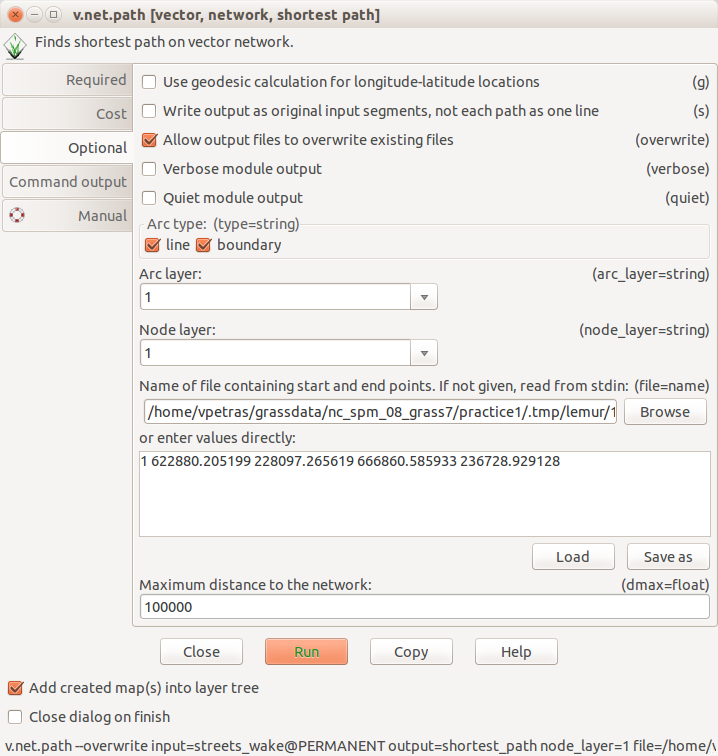 v.net.path [vector, network, shortest path]
Finds shortest path on vector network.
Required
Cost
Optional
Command output
Manual
Use geodesic calculation for longitude-latitude locations (g)
Write output as original input segments, not each path as one line (s)
Allow output files to overwrite existing files (overwrite)
Verbose module output (verbose)
Quiet module output (quiet)
Arc type: (type=string)
line boundary
Arc layer: (arc_layer=string)
1
Node layer: (node_layer=string)
1
Name of file containing start and end points. If not given, read from stdin: (file=name)
/home/vpetras/grassdata/nc_spm_08_grass7/practice1/.tmp/lemur/1 Browse
or enter values directly:
1 622880.205199 228097.265619 666860.585933 236728.929128
Load Save as
Maximum distance to the network: (dmax=float)
100000
Close Run Copy Help
Add created map(s) into layer tree
Close dialog on finish
v.net.path --overwrite input=streets_wake@PERMANENT output=shortest_path node_layer=1 file=/home/